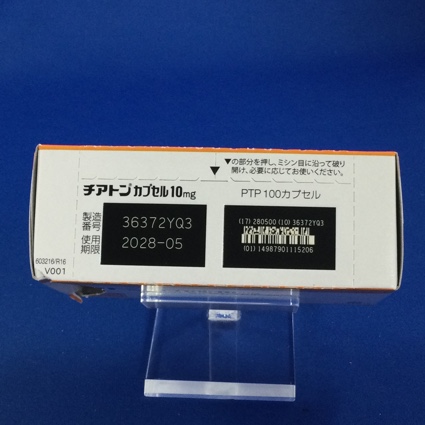 ▼の部分を押し、ミシン目に沿って破り
開け、必要に応じてお使いください。
チアトンカプセル10mg
PTP 100カプセル
製造番号 36372YQ3
使用期限 2028-05
(17) 280500 (10) 36372YQ3
(01) 14987901115206
603216/R16
V001